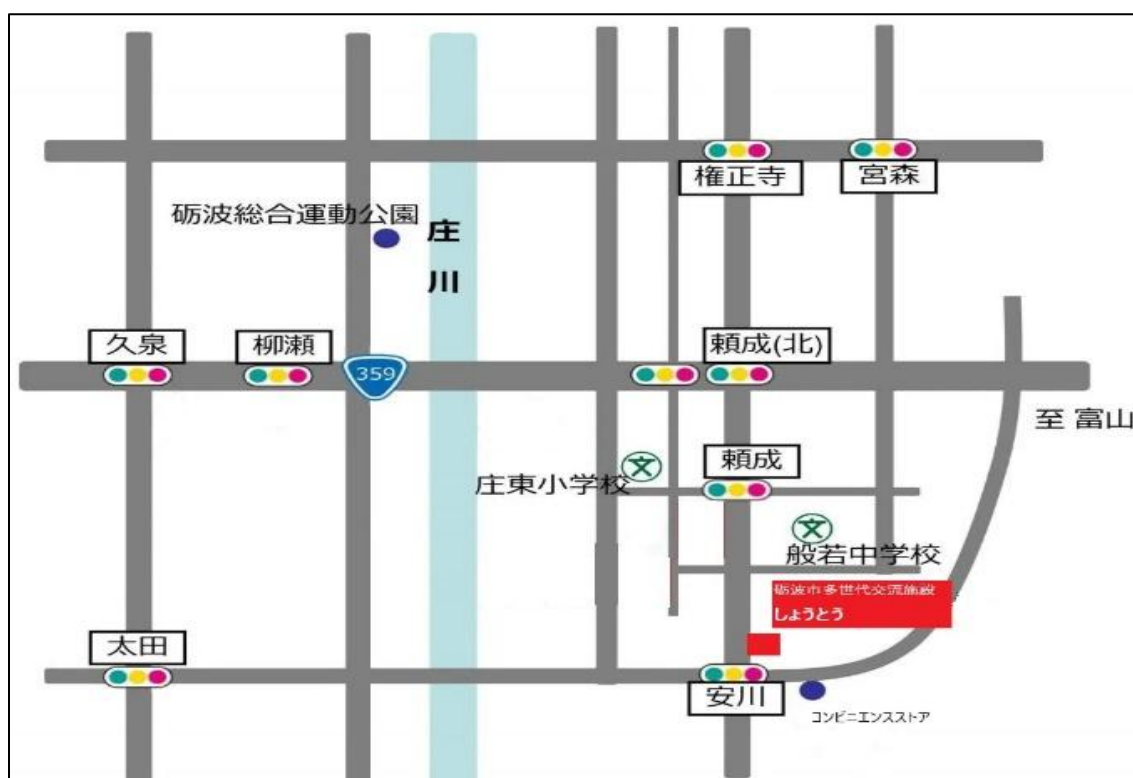 権正寺
宮森
砺波総合運動公園
庄
川
久泉
柳瀬
359
頼成(北)
至 富山
庄東小学校
文
頼成
文
般若中学校
砺波市多世代交流施設
しょうとう
太田
安川
コンビニエンスストア